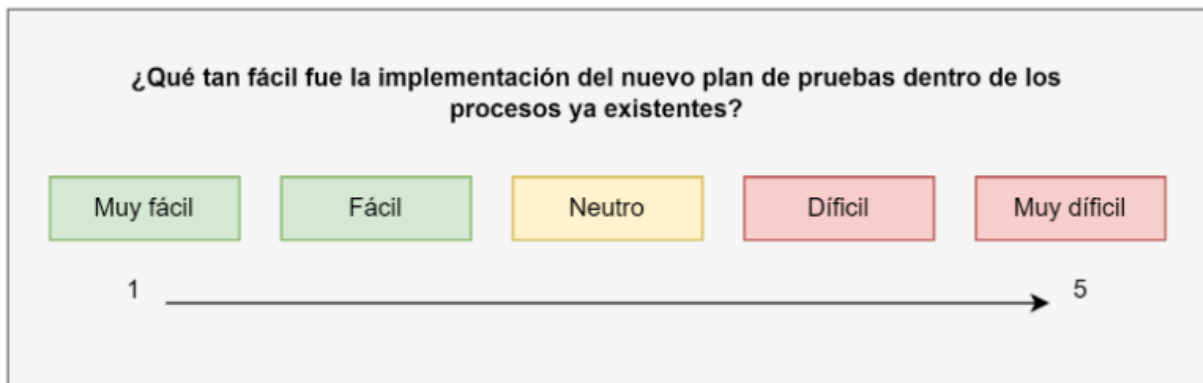 ¿Qué tan fácil fue la implementación del nuevo plan de pruebas dentro de los
procesos ya existentes?
Muy fácil
Fácil
Neutro
Díficil
Muy díficil
1
5